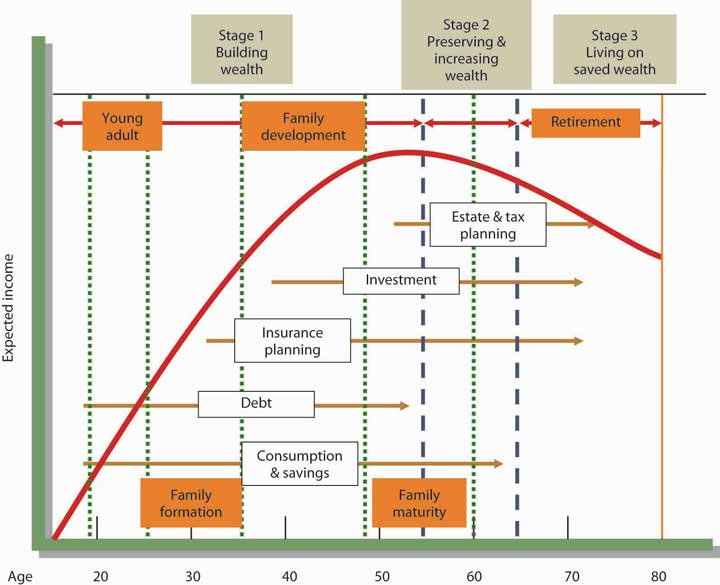 Stage 1
Building
wealth
Stage 2
Preserving &
increasing
wealth
Stage 3
Living on
saved wealth
Young
adult
Family
development
Retirement
Estate & tax
planning
Investment
Insurance
planning
Debt
Consumption
& savings
Family
formation
Family
maturity
Expected income
Age 20 30 40 50 60 70 80